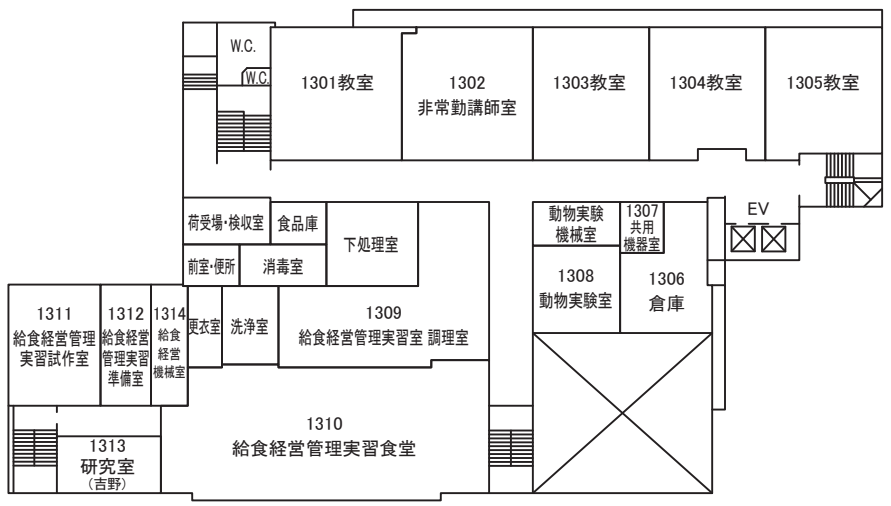 W.C.
W.C.
1301教室
1302
非常勤講師室
1303教室
1304教室
1305教室
荷受場・検収室
食品庫
下処理室
前室・便所
消毒室
動物実験
機械室
1307
共用
機器室
EV
1308
動物実験室
1306
倉庫
1311
給食経営管理
実習試作室
1312
給食経営
管理実習
準備室
1314
給食
経営
機械室
更衣室
洗浄室
1309
給食経営管理実習室 調理室
1310
給食経営管理実習食堂
1313
研究室
(吉野)